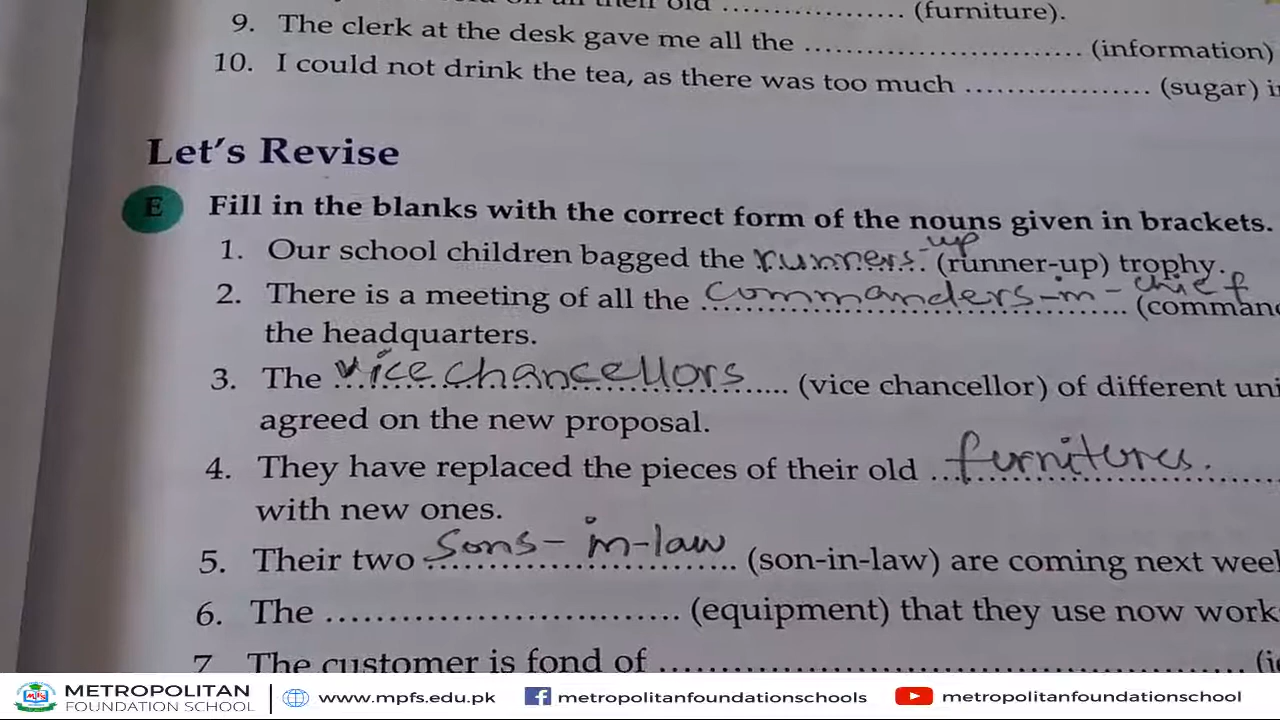 old .................. (furniture).
9. The clerk at the desk gave me all the ............................ (information)
10. I could not drink the tea, as there was too much .................. (sugar)
Let's Revise
E Fill in the blanks with the correct form of the nouns given in brackets.
1. Our school children bagged the runners-up (runner-up) trophy.
2. There is a meeting of all the commanders-in-chief (comman
the headquarters.
3. The vice chancellors ..... (vice chancellor) of different uni
agreed on the new proposal.
4. They have replaced the pieces of their old furnitures.
with new ones.
5. Their two sons-in-law (son-in-law) are coming next wee
6. The .................................... (equipment) that they use now work
7. The customer is fond of ............................................................
METROPOLITAN
FOUNDATION SCHOOL
www.mpfs.edu.pk
metropolitanfoundationschools
metropolitanfoundationschool